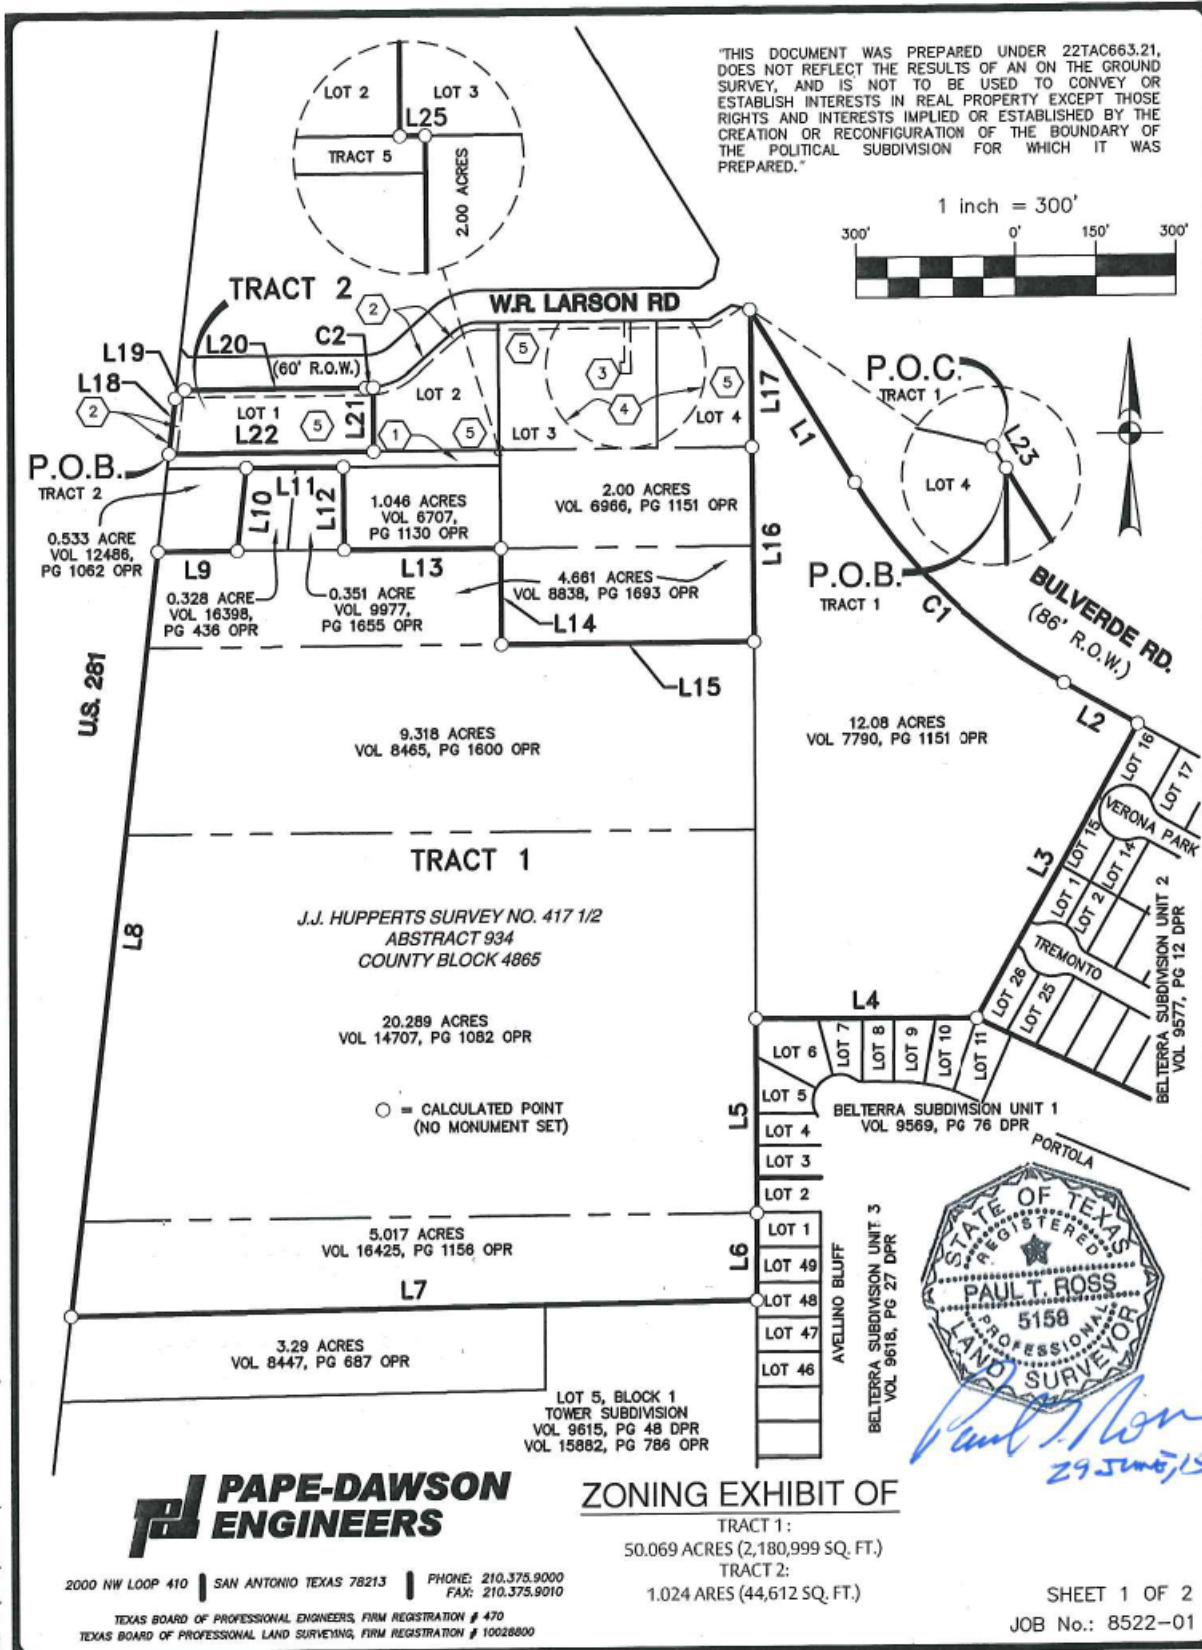 "THIS DOCUMENT WAS PREPARED UNDER 22TAC663.21,
DOES NOT REFLECT THE RESULTS OF AN ON THE GROUND
SURVEY, AND IS NOT TO BE USED TO CONVEY OR
ESTABLISH INTERESTS IN REAL PROPERTY EXCEPT THOSE
RIGHTS AND INTERESTS IMPLIED OR ESTABLISHED BY THE
CREATION OR RECONFIGURATION OF THE BOUNDARY OF
THE POLITICAL SUBDIVISION FOR WHICH IT WAS
PREPARED."
1 inch = 300'
300' 0' 150' 300'
LOT 2 LOT 3
L25
TRACT 5
2.00 ACRES
TRACT 2
W.R. LARSON RD
2
L19 L20 C2
(60' R.O.W.)
L18
2
LOT 1
L22
5
L21
LOT 2
1
5
5
3
4
LOT 3
5
LOT 4
L17
L1
P.O.C.
TRACT 1
L23
LOT 4
P.O.B.
TRACT 1
P.O.B.
TRACT 2
0.533 ACRE
VOL 12486,
PG 1062 OPR
L10
L11
L12
1.046 ACRES
VOL 6707,
PG 1130 OPR
2.00 ACRES
VOL 6966, PG 1151 OPR
L16
L9
L13
0.328 ACRE
VOL 16398,
PG 436 OPR
0.351 ACRE
VOL 9977,
PG 1655 OPR
4.661 ACRES
VOL 8838, PG 1693 OPR
L14
L15
C1
BULVERDE RD.
(86' R.O.W.)
L2
U.S. 281
9.318 ACRES
VOL 8465, PG 1600 OPR
12.08 ACRES
VOL 7790, PG 1151 OPR
LOT 16
LOT 17
VERONA PARK
LOT 15
LOT 14
L3
LOT 1
LOT 2
TREMONTO
LOT 26
LOT 25
BELTERRA SUBDIVISION UNIT 2
VOL 9577, PG 12 DPR
TRACT 1
J.J. HUPPERTS SURVEY NO. 417 1/2
ABSTRACT 934
COUNTY BLOCK 4865
L8
20.289 ACRES
VOL 14707, PG 1082 OPR
= CALCULATED POINT
(NO MONUMENT SET)
L4
LOT 6
LOT 7
LOT 8
LOT 9
LOT 10
LOT 11
L5
LOT 5
LOT 4
LOT 3
LOT 2
BELTERRA SUBDIVISION UNIT 1
VOL 9569, PG 76 DPR
PORTOLA
5.017 ACRES
VOL 16425, PG 1156 OPR
L6
LOT 1
LOT 49
LOT 48
LOT 47
LOT 46
L7
AVELLINO BLUFF
BELTERRA SUBDIVISION UNIT 3
VOL 9618, PG 27 DPR
3.29 ACRES
VOL 8447, PG 687 OPR
LOT 5, BLOCK 1
TOWER SUBDIVISION
VOL 9615, PG 48 DPR
VOL 15882, PG 786 OPR
STATE OF TEXAS
REGISTERED
PAUL T. ROSS
5158
PROFESSIONAL
LAND SURVEYOR
Paul T. Ross
29 JUNE, 15
PAPE-DAWSON
ENGINEERS
2000 NW LOOP 410 SAN ANTONIO TEXAS 78213 PHONE: 210.375.9000
FAX: 210.375.9010
TEXAS BOARD OF PROFESSIONAL ENGINEERS, FIRM REGISTRATION # 470
TEXAS BOARD OF PROFESSIONAL LAND SURVEYING, FIRM REGISTRATION # 10028800
ZONING EXHIBIT OF
TRACT 1:
50.069 ACRES (2,180,999 SQ. FT.)
TRACT 2:
1.024 ARES (44,612 SQ. FT.)
SHEET 1 OF 2
JOB No.: 8522-01